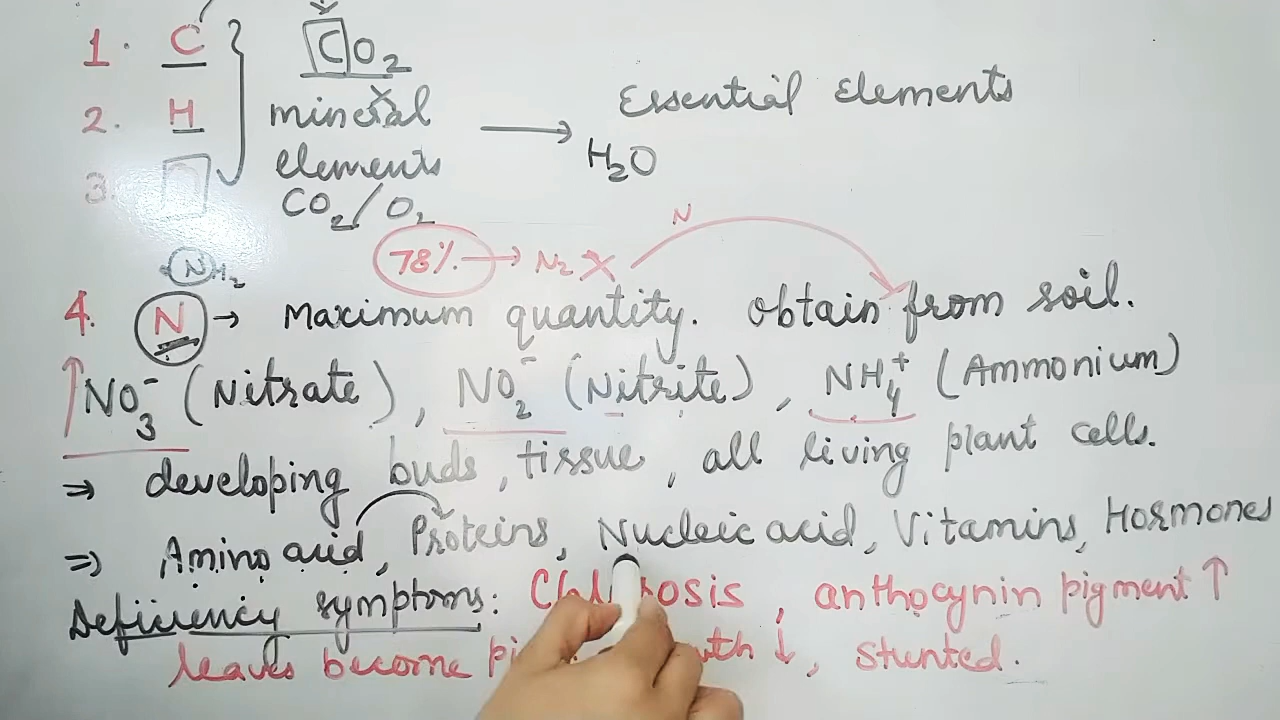 1. C CO2
2. H mineral → Essential Elements
3. elements H2O
CO2/O2
NH2 78% → N2 X N
4. N → Maximum quantity. Obtain from soil.
↑ NO3- (Nitrate), NO2- (Nitrite), NH4+ (Ammonium)
⇒ developing buds, tissue, all living plant cells.
⇒ Amino acid, Proteins, Nucleic acid, Vitamins, Hormones
Deficiency symptoms: , anthocynin pigment ↑
leaves become ↓, stunted.